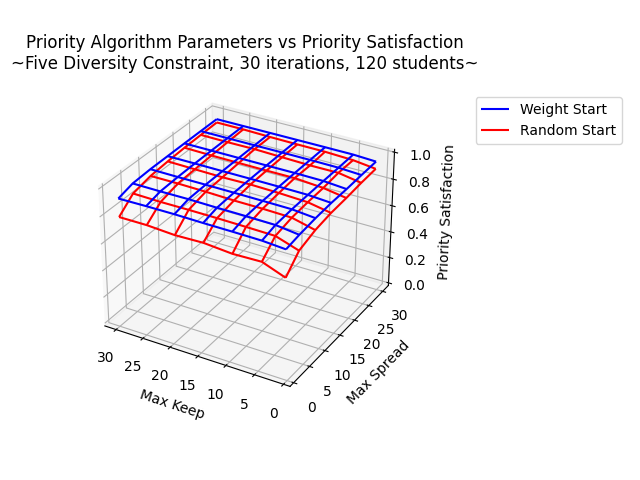 Priority Algorithm Parameters vs Priority Satisfaction
~Five Diversity Constraint, 30 iterations, 120 students~
Weight Start
Random Start
1.0
0.8
0.6
0.4
0.2
0.0
Priority Satisfaction
30
25
20
15
10
5
0
Max Spread
30
25
20
15
10
5
0
Max Keep